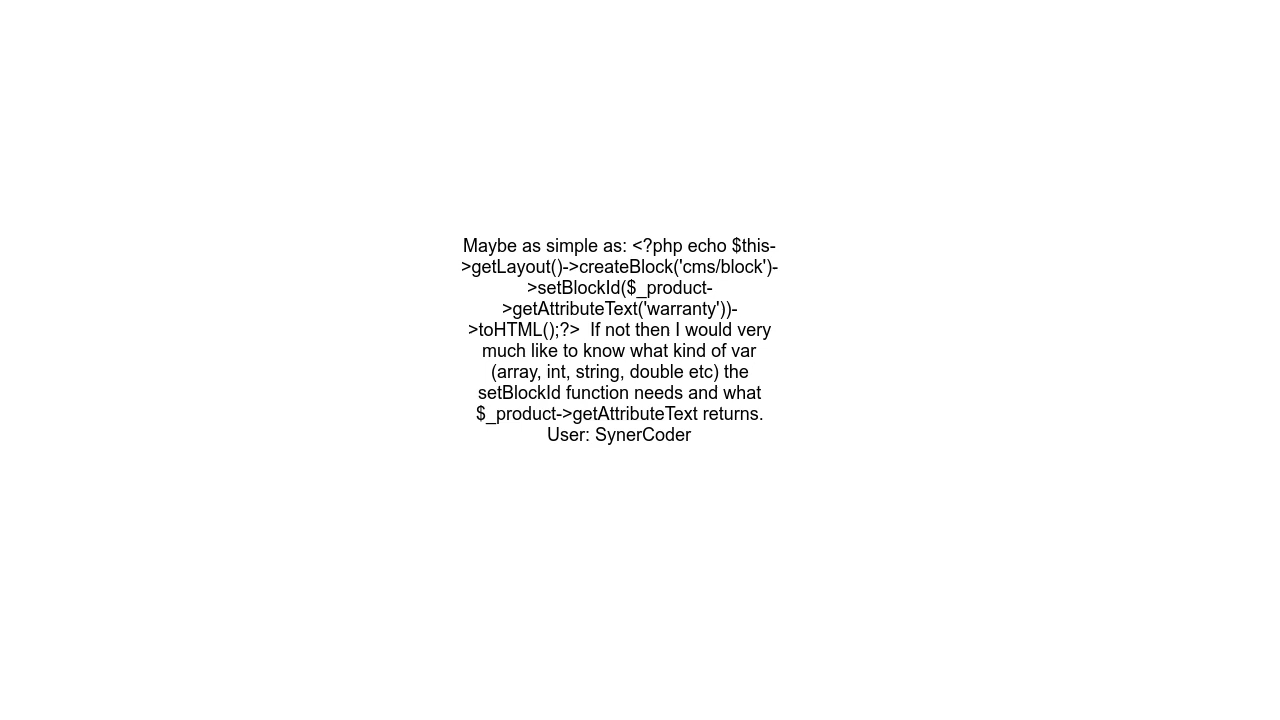 Maybe as simple as: <?php echo $this-
>getLayout()->createBlock('cms/block')-
>setBlockId($_product-
>getAttributeText('warranty'))-
>toHTML();?>  If not then I would very
much like to know what kind of var
(array, int, string, double etc) the
setBlockId function needs and what
$_product->getAttributeText returns.
User: SynerCoder